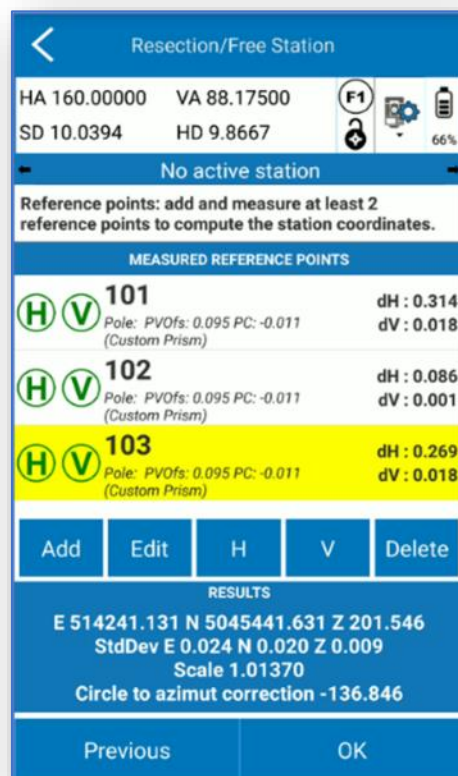 Resection/Free Station
HA 160.00000 VA 88.17500
F1
SD 10.0394 HD 9.8667
66%
No active station
Reference points: add and measure at least 2
reference points to compute the station coordinates.
MEASURED REFERENCE POINTS
H V 101 dH : 0.314
Pole: PVOfs: 0.095 PC: -0.011 dV : 0.018
(Custom Prism)
H V 102 dH : 0.086
Pole: PVOfs: 0.095 PC: -0.011 dV : 0.001
(Custom Prism)
H V 103 dH : 0.269
Pole: PVOfs: 0.095 PC: -0.011 dV : 0.018
(Custom Prism)
Add Edit H V Delete
RESULTS
E 514241.131 N 5045441.631 Z 201.546
StdDev E 0.024 N 0.020 Z 0.009
Scale 1.01370
Circle to azimut correction -136.846
Previous OK